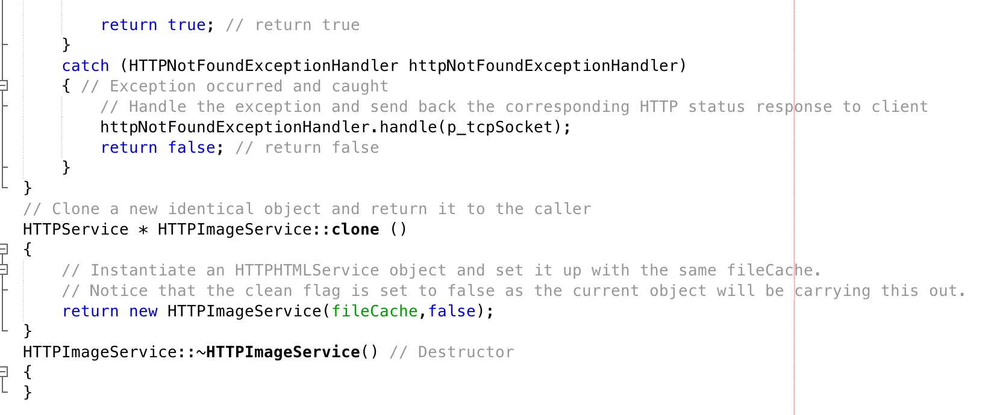 return true; // return true
    }
    catch (HTTPNotFoundExceptionHandler httpNotFoundExceptionHandler)
    { // Exception occurred and caught
        // Handle the exception and send back the corresponding HTTP status response to client
        httpNotFoundExceptionHandler.handle(p_tcpSocket);
        return false; // return false
    }
}
// Clone a new identical object and return it to the caller
HTTPService * HTTPImageService::clone ()
{
    // Instantiate an HTTPHTMLService object and set it up with the same fileCache.
    // Notice that the clean flag is set to false as the current object will be carrying this out.
    return new HTTPImageService(fileCache,false);
}
HTTPImageService::~HTTPImageService() // Destructor
{
}